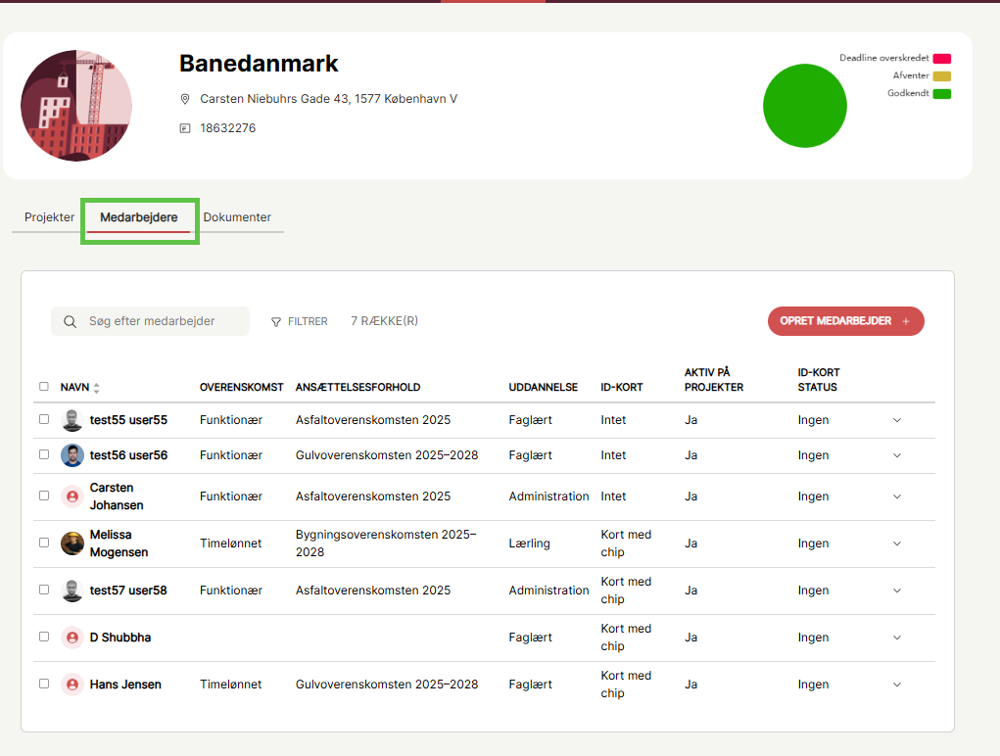 Banedanmark
Carsten Niebuhrs Gade 43, 1577 København V
18632276
Deadline overskredet
Afventer
Godkendt
Projekter Medarbejdere Dokumenter
Søg efter medarbejder FILTRER 7 RÆKKE(R) OPRET MEDARBEJDER +
NAVN OVERENSKOMST ANSÆTTELSESFORHOLD UDDANNELSE ID-KORT AKTIV PÅ PROJEKTER ID-KORT STATUS
test55 user55 Funktionær Asfaltoverenskomsten 2025 Faglært Intet Ja Ingen
test56 user56 Funktionær Gulvoverenskomsten 2025–2028 Faglært Intet Ja Ingen
Carsten Johansen Funktionær Asfaltoverenskomsten 2025 Administration Intet Ja Ingen
Melissa Mogensen Timelønnet Bygningsoverenskomsten 2025–2028 Lærling Kort med chip Ja Ingen
test57 user58 Funktionær Asfaltoverenskomsten 2025 Administration Kort med chip Ja Ingen
D Shubbha Faglært Kort med chip Ja Ingen
Hans Jensen Timelønnet Gulvoverenskomsten 2025–2028 Faglært Kort med chip Ja Ingen